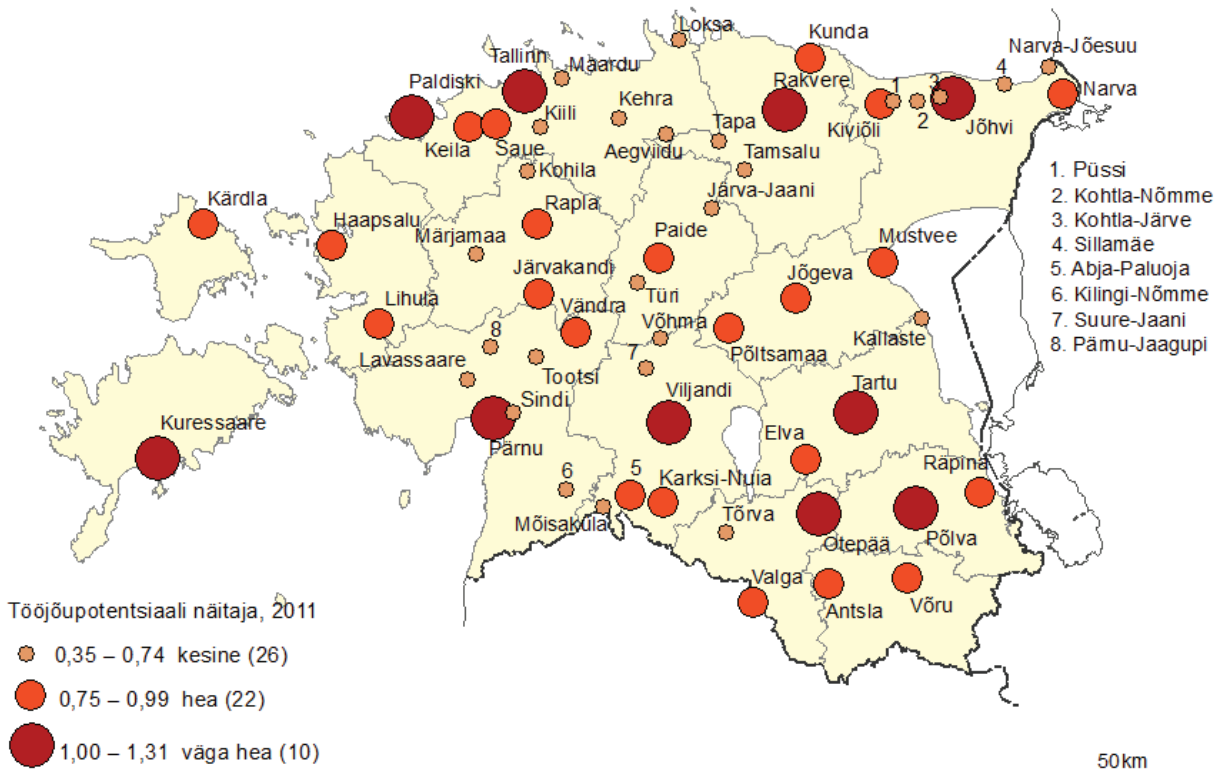 Loksa
Kunda
Narva-Jõesuu
Tallinn
Maardu
4
Paldiski
Rakvere
1
3
Kehra
Narva
Kiili
Tapa
Kiviõli
2
Jõhvi
Keila
Saue
Aegviidu
Tamsalu
Kohila
1. Püssi
2. Kohtla-Nõmme
3. Kohtla-Järve
4. Sillamäe
5. Abja-Paluoja
6. Kilingi-Nõmme
7. Suure-Jaani
8. Pärnu-Jaagupi
Järva-Jaani
Kärdla
Rapla
Haapsalu
Märjamaa
Paide
Mustvee
Järvakandi
Jõgeva
Türi
Lihula
Vändra
Võhma
8
Kallaste
Põltsamaa
Lavassaare
7
Tootsi
Viljandi
Tartu
Sindi
Kuressaare
Pärnu
Elva
6
5
Karksi-Nuia
Räpina
Mõisaküla
Tõrva
Otepää
Põlva
Valga
Antsla
Võru
Tööjõupotentsiaali näitaja, 2011
0,35 – 0,74 kesine (26)
0,75 – 0,99 hea (22)
1,00 – 1,31 väga hea (10)
50km